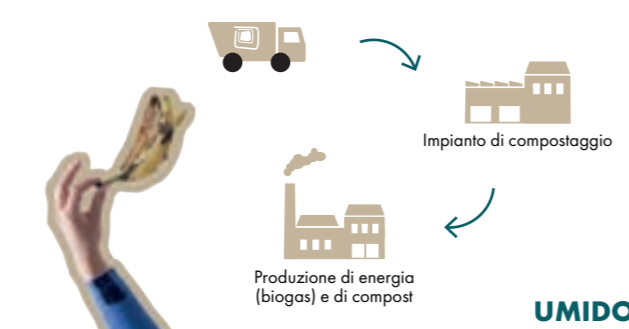 Impianto di compostaggio
Produzione di energia
(biogas) e di compost
UMIDO